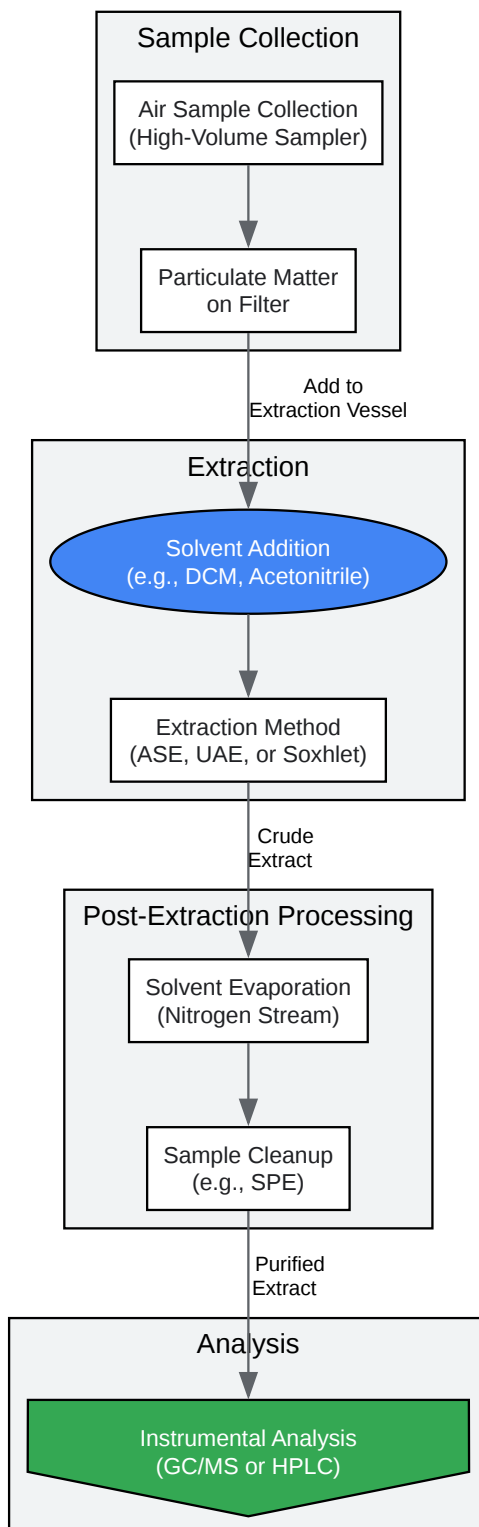 Sample Collection
Air Sample Collection
(High-Volume Sampler)
Particulate Matter
on Filter
Add to
Extraction Vessel
Extraction
Solvent Addition
(e.g., DCM, Acetonitrile)
Extraction Method
(ASE, UAE, or Soxhlet)
Crude
Extract
Post-Extraction Processing
Solvent Evaporation
(Nitrogen Stream)
Sample Cleanup
(e.g., SPE)
Purified
Extract
Analysis
Instrumental Analysis
(GC/MS or HPLC)